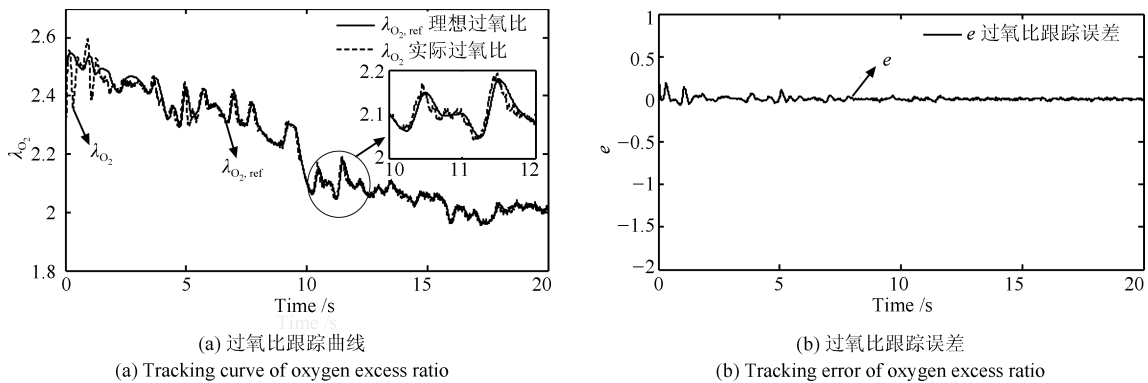 λO₂, ref 理想过氧比
λO₂ 实际过氧比
2.6
2.4
2.2
2
1.8
λO₂
λO₂
λO₂, ref
2.2
2.1
2
10
11
12
0
5
10
15
20
Time /s
Time /s
(a) 过氧比跟踪曲线
(a) Tracking curve of oxygen excess ratio
1
0.5
0
−0.5
−1
−1.5
−2
e
e 过氧比跟踪误差
e
0
5
10
15
20
Time /s
(b) 过氧比跟踪误差
(b) Tracking error of oxygen excess ratio